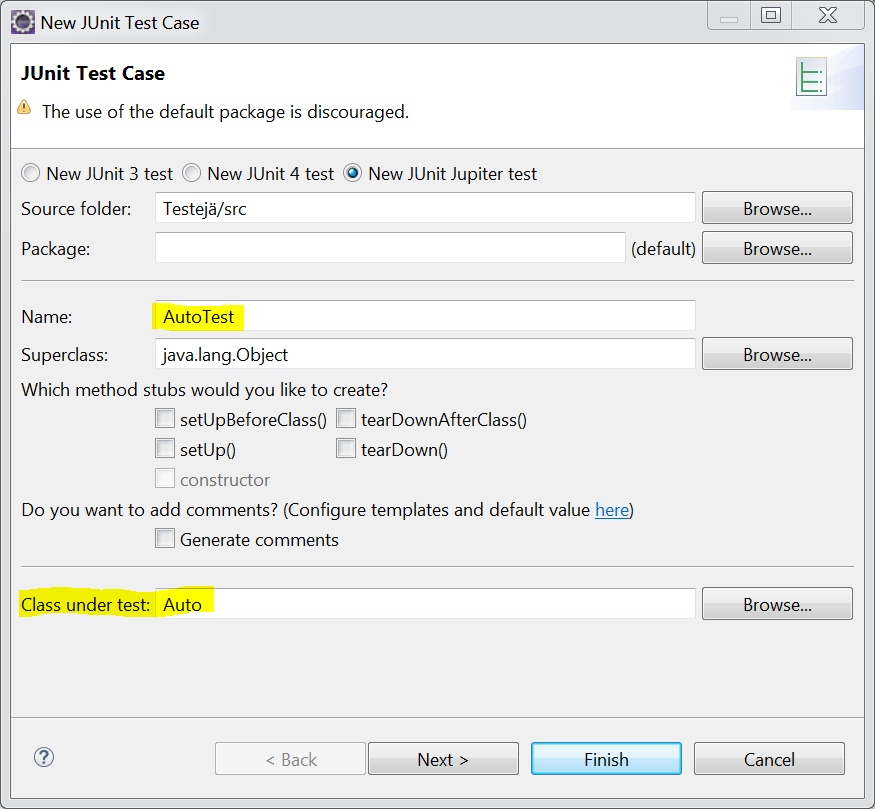 New JUnit Test Case
JUnit Test Case
The use of the default package is discouraged.
New JUnit 3 test New JUnit 4 test New JUnit Jupiter test
Source folder: Testejä/src Browse...
Package: (default) Browse...
Name: AutoTest
Superclass: java.lang.Object Browse...
Which method stubs would you like to create?
setUpBeforeClass() tearDownAfterClass()
setUp() tearDown()
constructor
Do you want to add comments? (Configure templates and default value here)
Generate comments
Class under test: Auto Browse...
? < Back Next > Finish Cancel